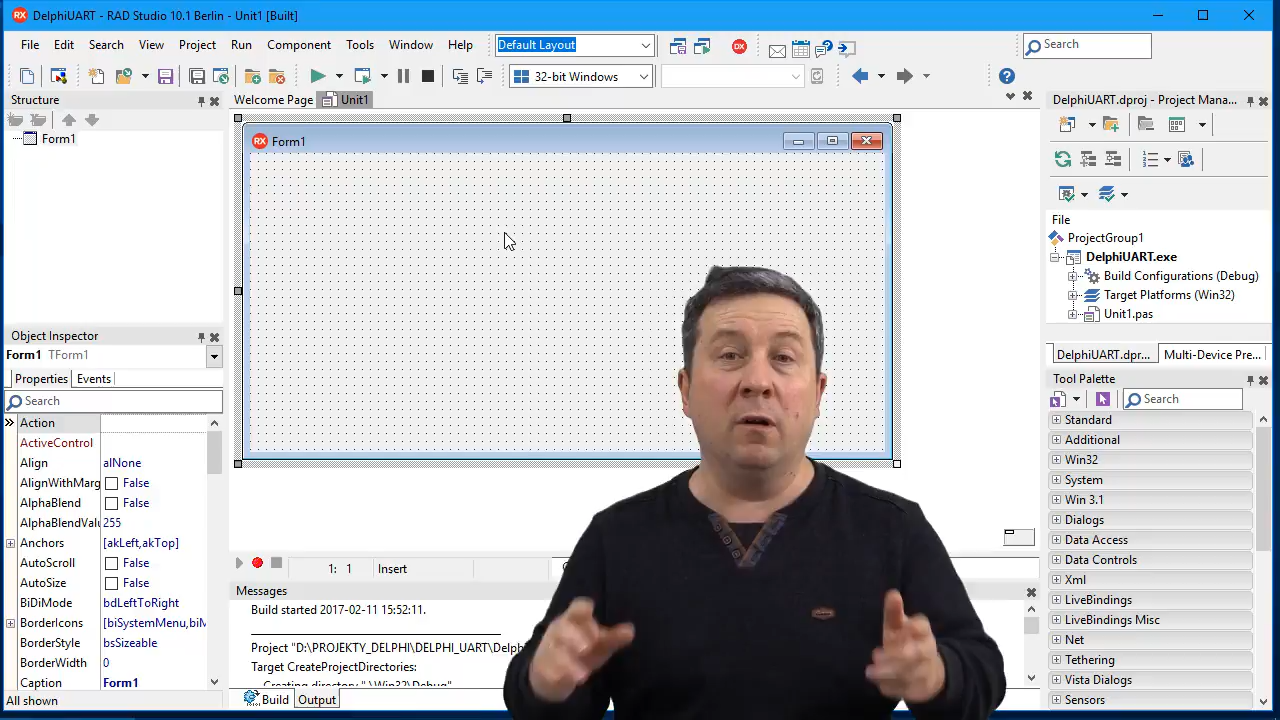 DelphiUART - RAD Studio 10.1 Berlin - Unit1 [Built]
File Edit Search View Project Run Component Tools Window Help
Default Layout
Search
32-bit Windows
Structure
Form1
Welcome Page Unit1
Form1
Object Inspector
Form1 TForm1
Properties Events
Search
Action
ActiveControl
Align alNone
AlignWithMarg False
AlphaBlend False
AlphaBlendValu 255
Anchors [akLeft,akTop]
AutoScroll False
AutoSize False
BiDiMode bdLeftToRight
BorderIcons [biSystemMenu,biM
BorderStyle bsSizeable
BorderWidth 0
Caption Form1
All shown
1: 1 Insert
Messages
Build started 2017-02-11 15:52:11.
Project "D:\PROJEKTY_DELPHI\DELPHI_UART\Delph
Target CreateProjectDirectories:
Creating directory ".\Win32\Debug".
Build Output
DelphiUART.dproj - Project Mana...
File
ProjectGroup1
DelphiUART.exe
Build Configurations (Debug)
Target Platforms (Win32)
Unit1.pas
DelphiUART.dpr... Multi-Device Pre...
Tool Palette
Search
Standard
Additional
Win32
System
Win 3.1
Dialogs
Data Access
Data Controls
Xml
LiveBindings
LiveBindings Misc
Net
Tethering
Vista Dialogs
Sensors